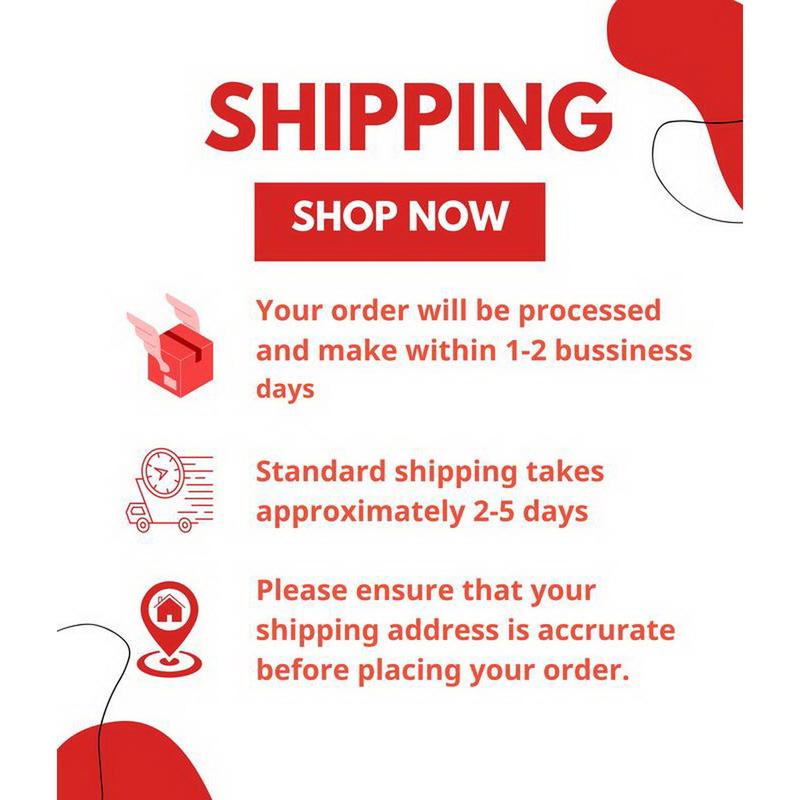 SHIPPING
SHOP NOW
Your order will be processed
and make within 1-2 bussiness
days
Standard shipping takes
approximately 2-5 days
Please ensure that your
shipping address is accrurate
before placing your order.